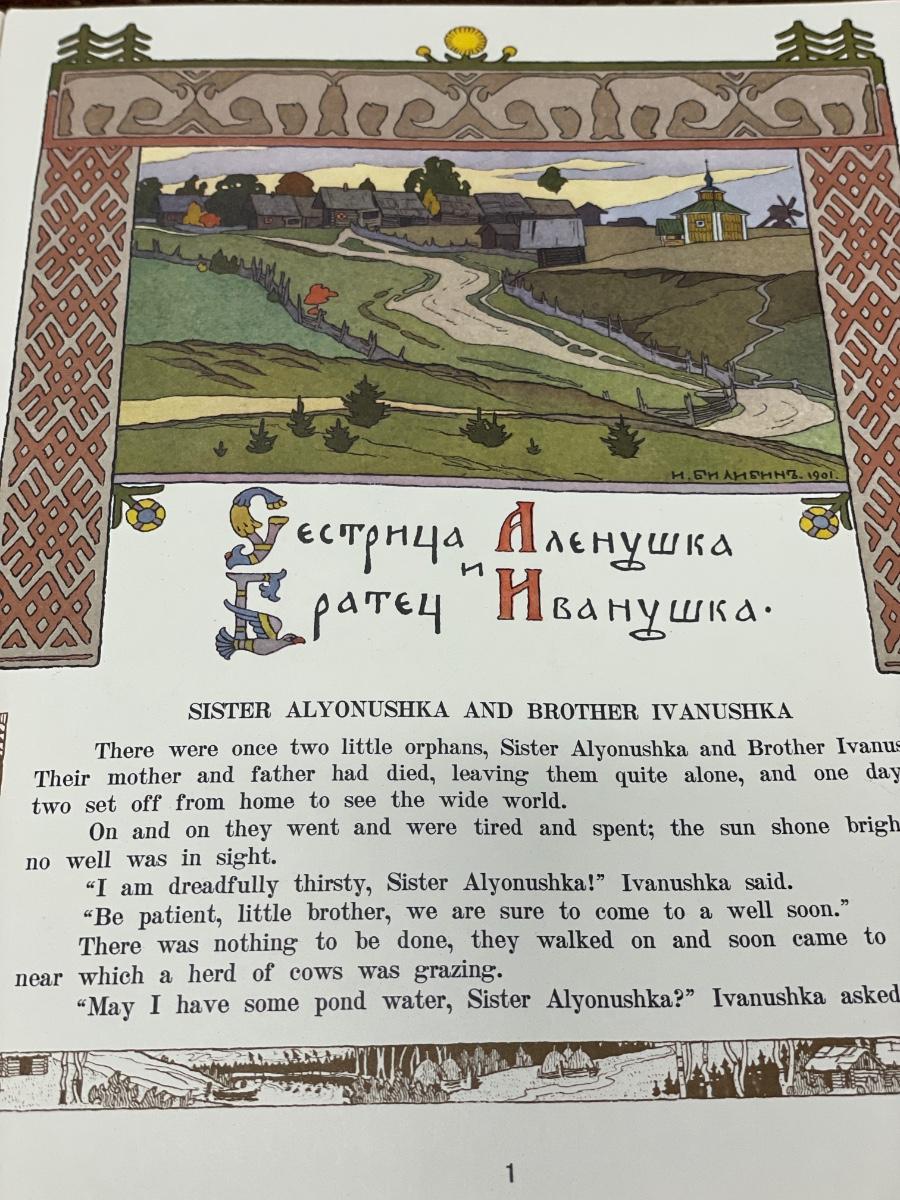 И. БИЛИБИНЪ. 1901.
Сестрица Аленушка
и
Братец Иванушка.
SISTER ALYONUSHKA AND BROTHER IVANUSHKA
There were once two little orphans, Sister Alyonushka and Brother Ivanus
Their mother and father had died, leaving them quite alone, and one day
two set off from home to see the wide world.
On and on they went and were tired and spent; the sun shone brigh
no well was in sight.
“I am dreadfully thirsty, Sister Alyonushka!” Ivanushka said.
“Be patient, little brother, we are sure to come to a well soon.”
There was nothing to be done, they walked on and soon came to
near which a herd of cows was grazing.
“May I have some pond water, Sister Alyonushka?” Ivanushka asked
1